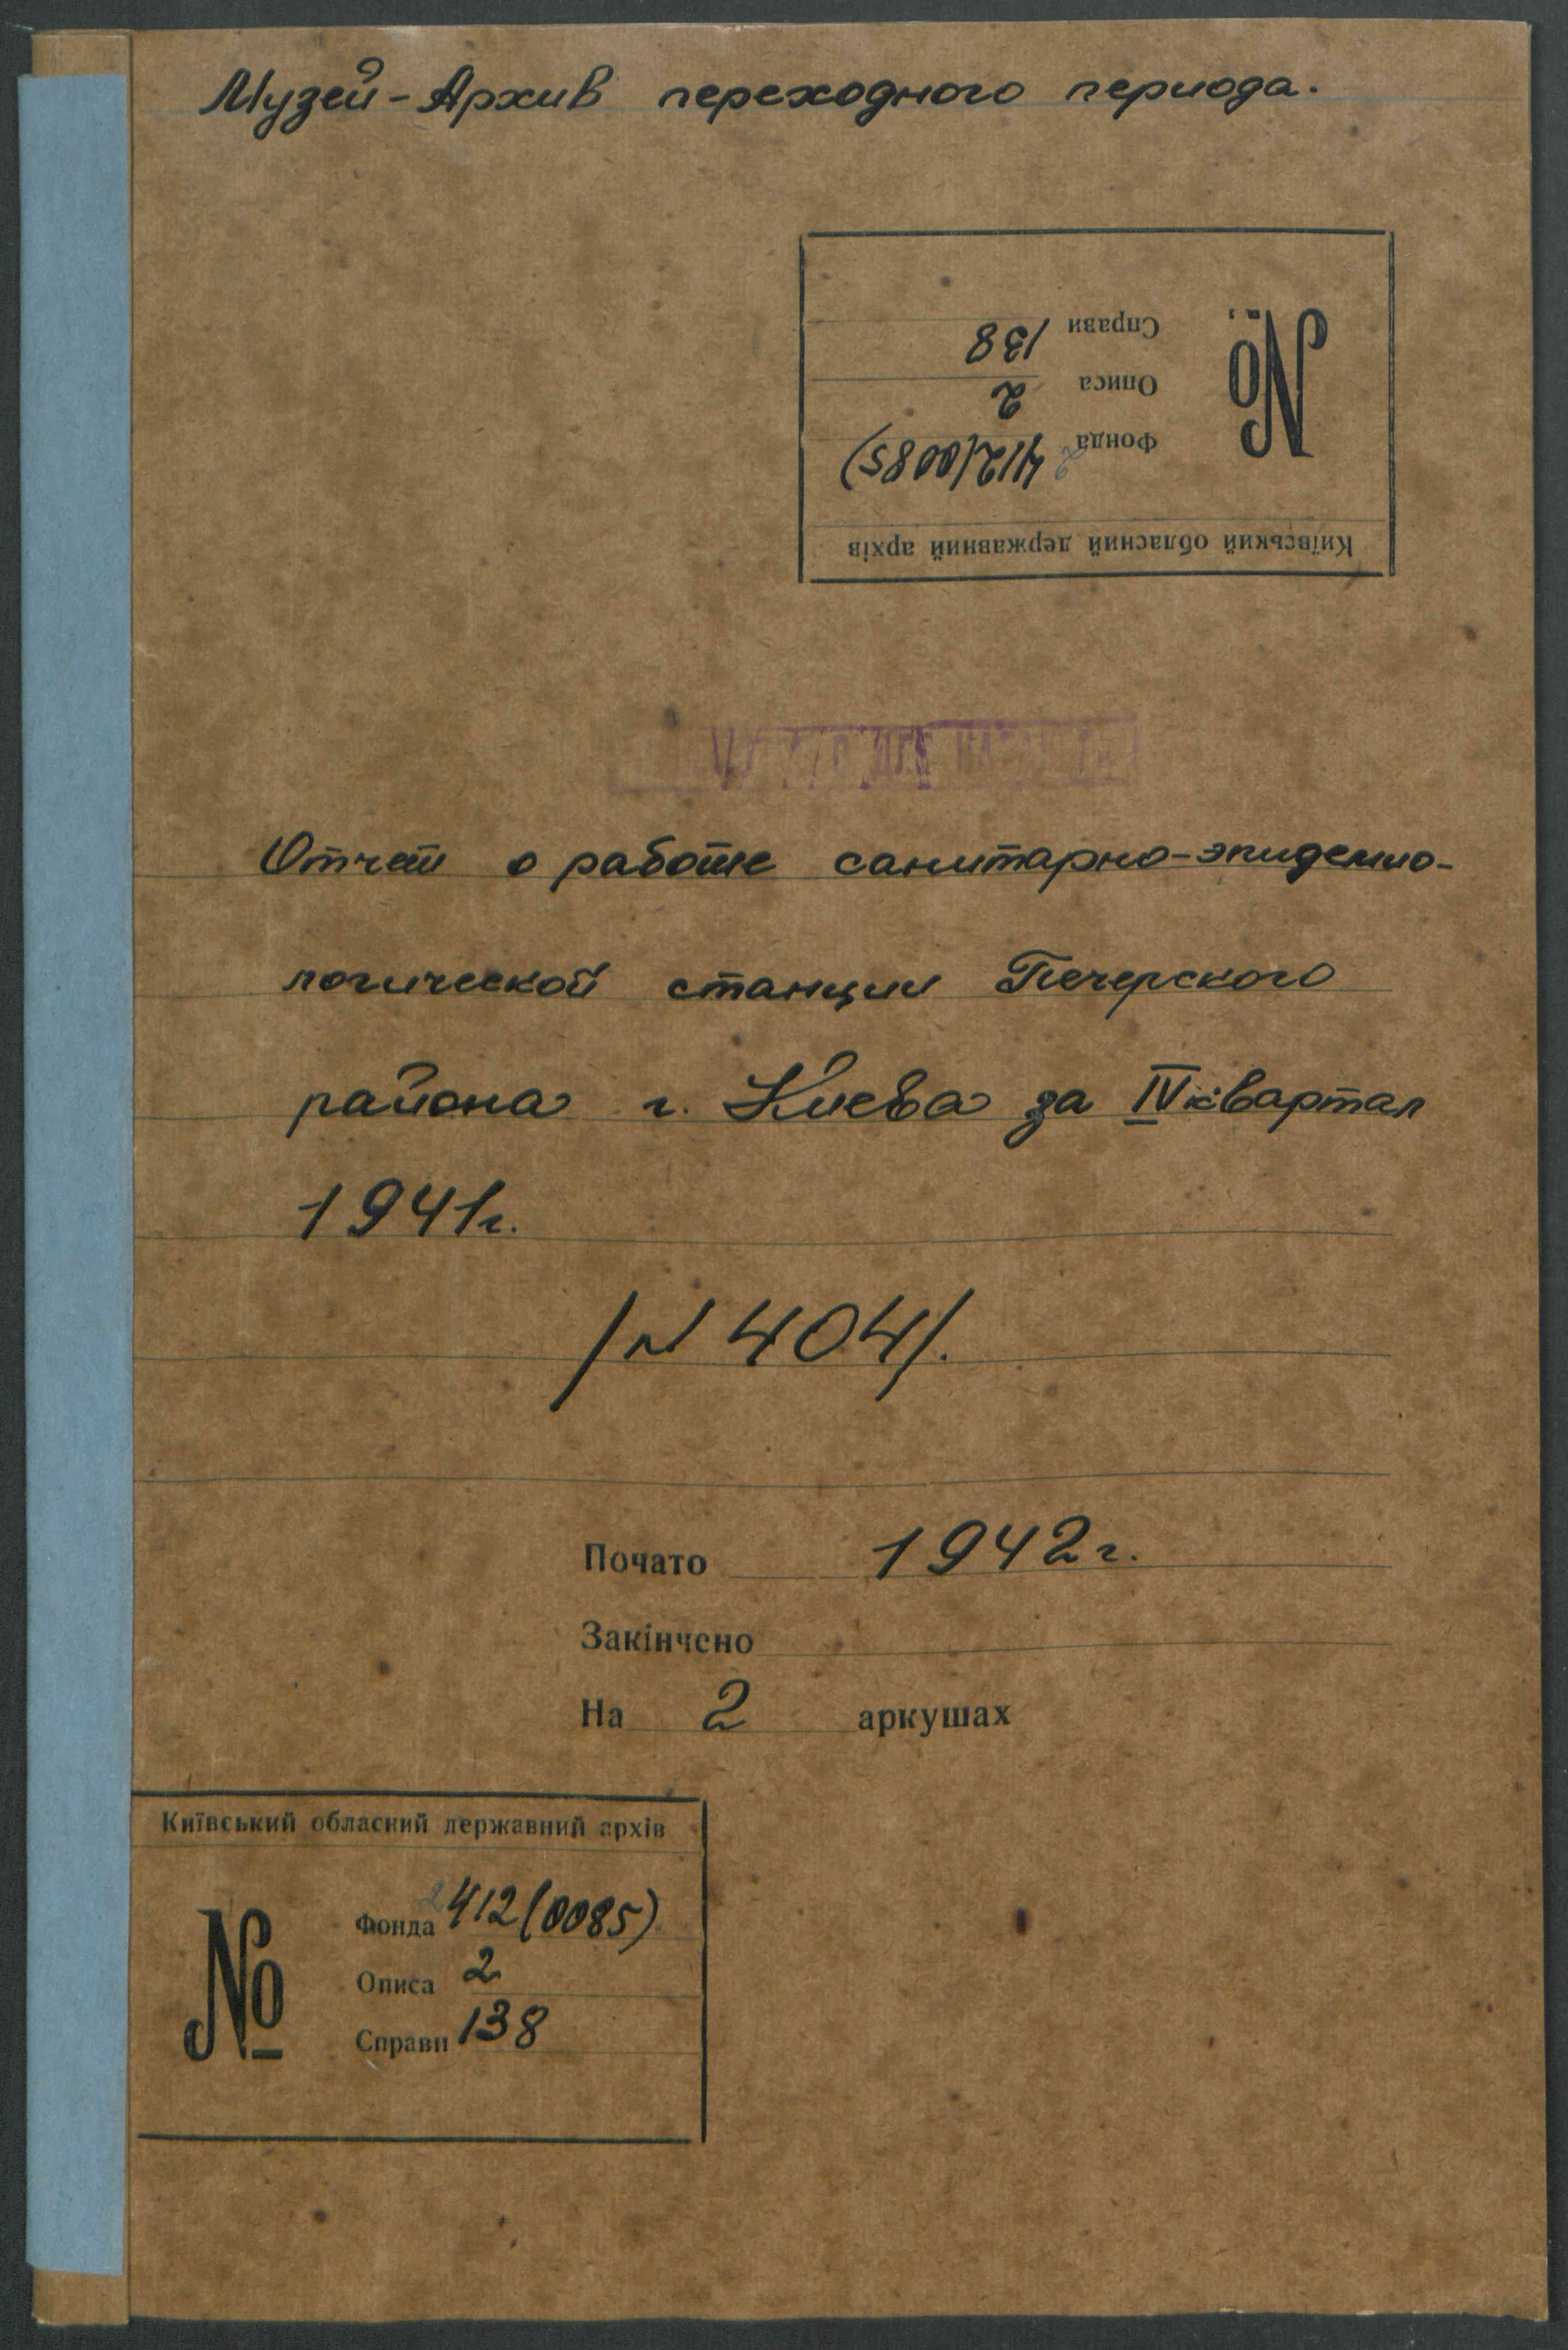 Музей-Архив переходного периода.
Київський обласний державний архів
№
Фонда 2412(0085)
Описа 2
Справи 138
Отчет о работе санитарно-эпидемио-
логической станции Печерского
района г. Киева за IV квартал
1941г.
/N 404/.
Почато 1942г.
Закінчено
На 2 аркушах
Київський обласний державний архів
№
Фонда 2412(0085)
Описа 2
Справи 138